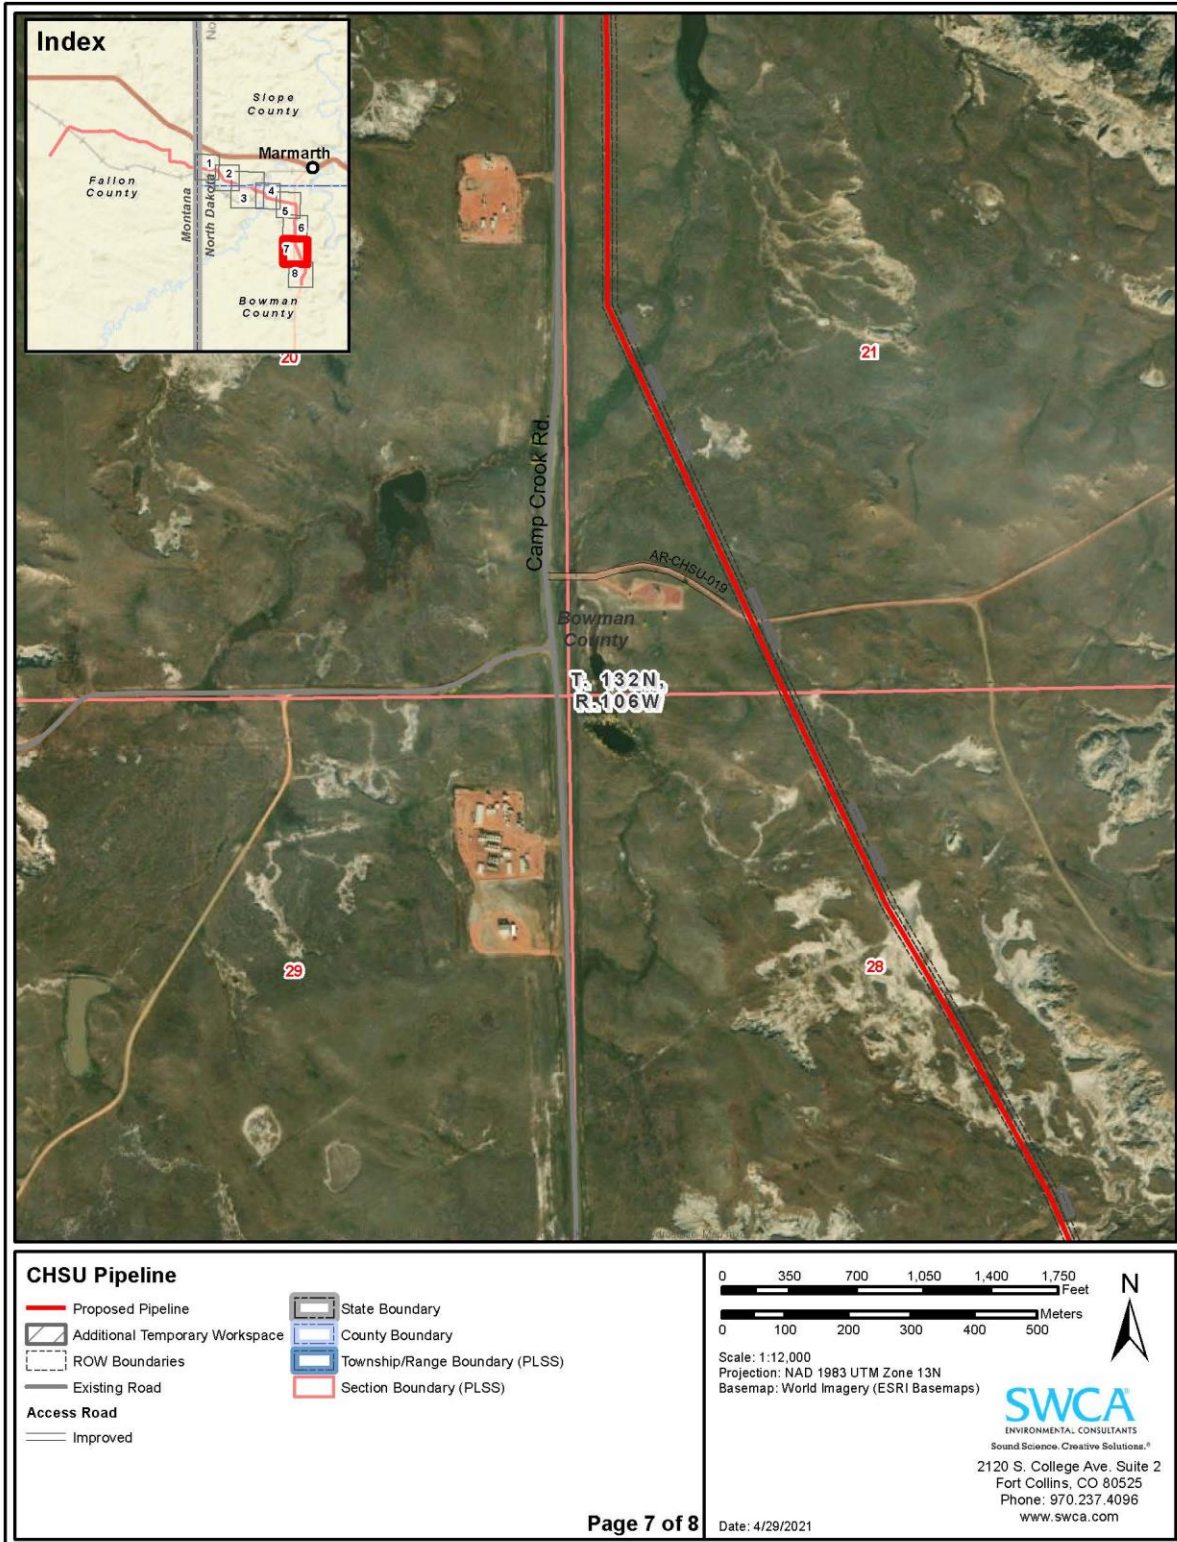 Index
No
Slope
County
Marmarth
Fallon
County
Montana
North Dakota
1
2
3
4
5
6
7
8
Bowman
County
20
21
Camp Crook Rd.
AR-CHSU-019
Bowman
County
T. 132N,
R.106W
29
28
CHSU Pipeline
Proposed Pipeline
Additional Temporary Workspace
ROW Boundaries
Existing Road
Access Road
Improved
State Boundary
County Boundary
Township/Range Boundary (PLSS)
Section Boundary (PLSS)
Page 7 of 8
0 350 700 1,050 1,400 1,750
Feet
Meters
0 100 200 300 400 500
N
Scale: 1:12,000
Projection: NAD 1983 UTM Zone 13N
Basemap: World Imagery (ESRI Basemaps)
SWCA®
ENVIRONMENTAL CONSULTANTS
Sound Science. Creative Solutions.®
2120 S. College Ave. Suite 2
Fort Collins, CO 80525
Phone: 970.237.4096
www.swca.com
Date: 4/29/2021